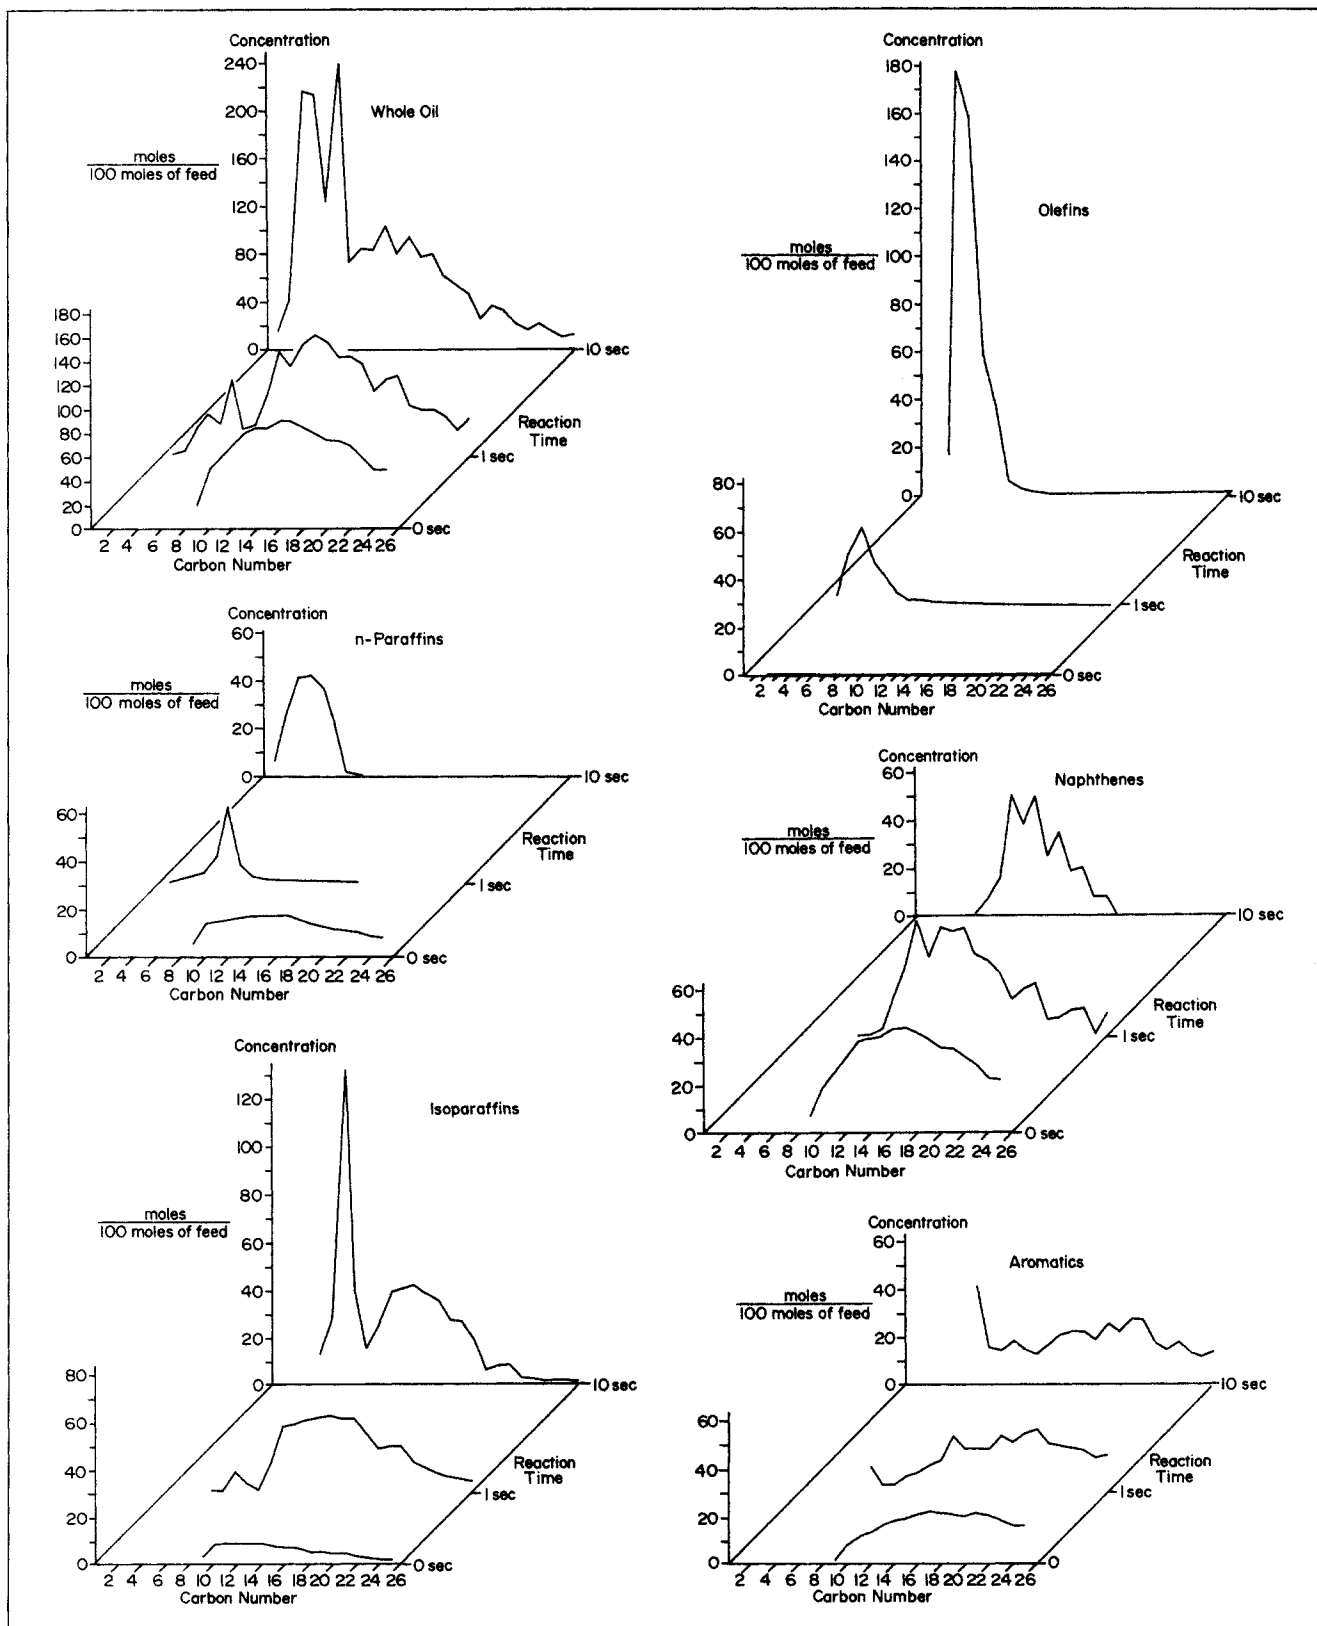 Concentration
240
200
160
120
80
40
0
Whole Oil
moles
100 moles of feed
180
160
140
120
100
80
60
40
20
0
10 sec
Reaction
Time
1 sec
0 sec
2 4 6 8 10 12 14 16 18 20 22 24 26
Carbon Number
Concentration
60
40
20
0
n-Paraffins
moles
100 moles of feed
60
40
20
0
10 sec
Reaction
Time
1 sec
0 sec
2 4 6 8 10 12 14 16 18 20 22 24 26
Carbon Number
Concentration
120
100
80
60
40
20
0
Isoparaffins
moles
100 moles of feed
80
60
40
20
0
10 sec
Reaction
Time
1 sec
0 sec
2 4 6 8 10 12 14 16 18 20 22 24 26
Carbon Number
Concentration
180
160
140
120
100
80
60
40
20
0
Olefins
moles
100 moles of feed
80
60
40
20
0
10 sec
Reaction
Time
1 sec
0 sec
2 4 6 8 10 12 14 16 18 20 22 24 26
Carbon Number
Concentration
60
40
20
0
Naphthenes
moles
100 moles of feed
60
40
20
0
10 sec
Reaction
Time
1 sec
0 sec
2 4 6 8 10 12 14 16 18 20 22 24 26
Carbon Number
Concentration
60
40
20
0
Aromatics
moles
100 moles of feed
60
40
20
0
10 sec
Reaction
Time
1 sec
0
2 4 6 8 10 12 14 16 18 20 22 24 26
Carbon Number